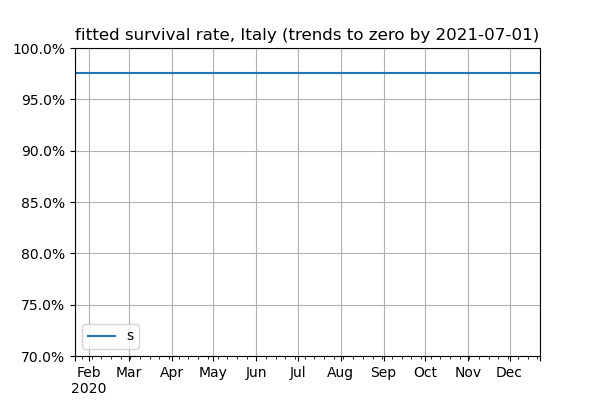 fitted survival rate, Italy (trends to zero by 2021-07-01)
100.0%
95.0%
90.0%
85.0%
80.0%
75.0%
70.0%
s
Feb Mar Apr May Jun Jul Aug Sep Oct Nov Dec
2020